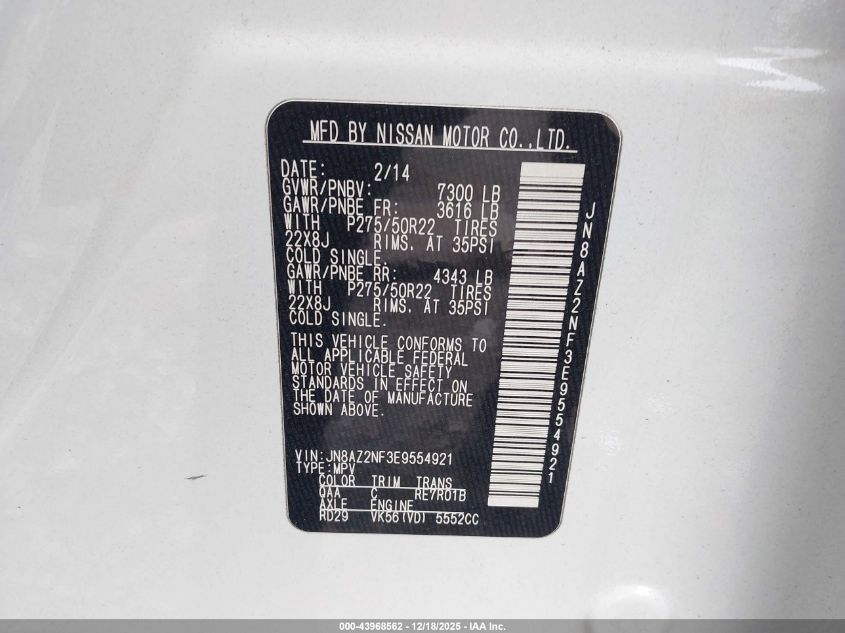 MFD BY NISSAN MOTOR CO.,LTD.
DATE: 2/14
GVWR/PNBV: 7300 LB
GAWR/PNBE FR: 3616 LB
WITH P275/50R22 TIRES
22X8J RIMS. AT 35PSI
COLD SINGLE.
GAWR/PNBE RR: 4343 LB
WITH P275/50R22 TIRES
22X8J RIMS. AT 35PSI
COLD SINGLE.
THIS VEHICLE CONFORMS TO
ALL APPLICABLE FEDERAL
MOTOR VEHICLE SAFETY
STANDARDS IN EFFECT ON
THE DATE OF MANUFACTURE
SHOWN ABOVE.
VIN:JN8AZ2NF3E9554921
TYPE:MPV
COLOR TRIM TRANS
QAA C RE7R01B
AXLE ENGINE
RD29 VK56(VD) 5552CC
JN8AZ2NF3E9554921
000-43968562 | 12/18/2025 - IAA Inc.